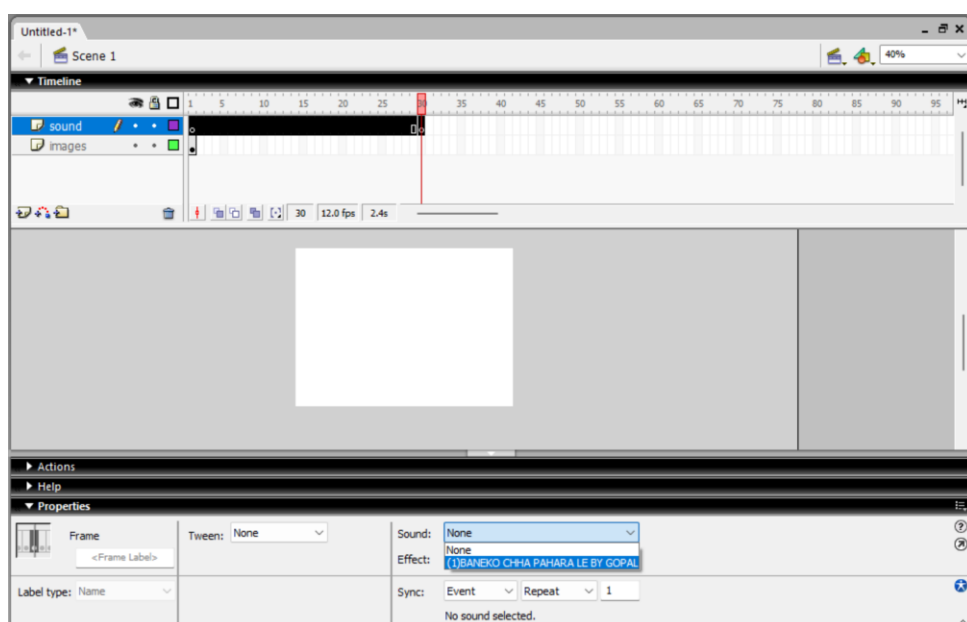 Untitled-1*
Scene 1
40%
Timeline
1 5 10 15 20 25 30 35 40 45 50 55 60 65 70 75 80 85 90 95
sound
images
30 12.0 fps 2.4s
Actions
Help
Properties
Frame
<Frame Label>
Label type: Name
Tween: None
Sound: None
None
(1)BANEKO CHHA PAHARA LE BY GOPAL
Effect:
Sync: Event Repeat 1
No sound selected.